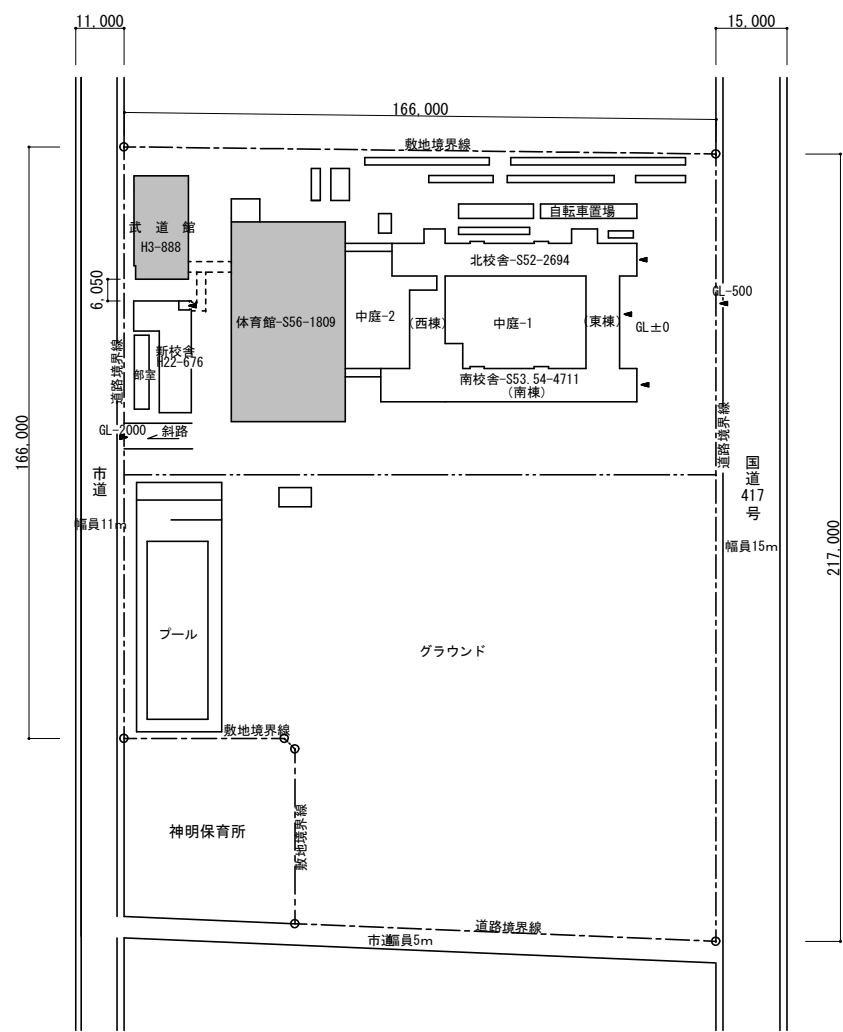 11,000
15,000
166,000
敷地境界線
武 道 館
H3-888
自転車置場
北校舎-S52-2694
6,050
GL-500
体育館-S56-1809
中庭-2
(西棟)
中庭-1
(東棟)
GL±0
新校舎
H22-676
部室
道路境界線
南校舎-S53.54-4711
(南棟)
GL-2000
斜路
道路境界線
166,000
市道
幅員11m
国道
417
号
幅員15m
217,000
プール
グラウンド
敷地境界線
敷地境界線
神明保育所
道路境界線
市道幅員5m